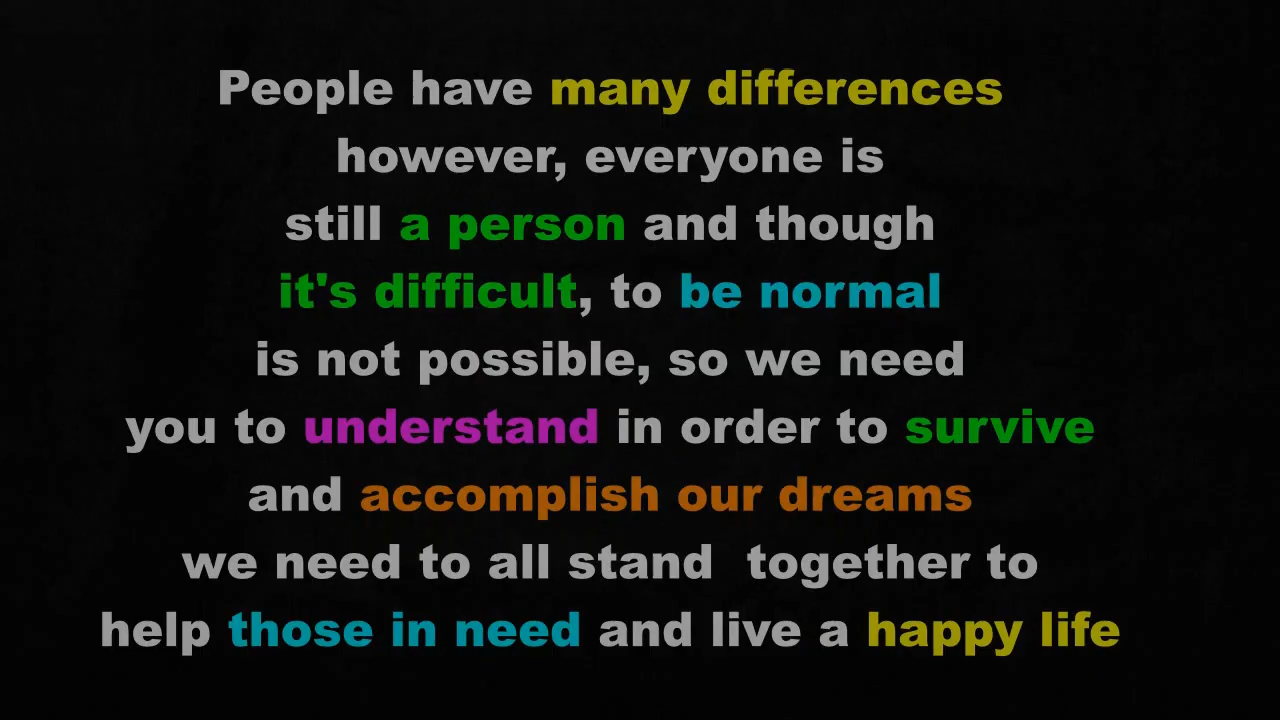 People have many differences
however, everyone is
still a person and though
it's difficult, to be normal
is not possible, so we need
you to understand in order to survive
and accomplish our dreams
we need to all stand  together to
help those in need and live a happy life